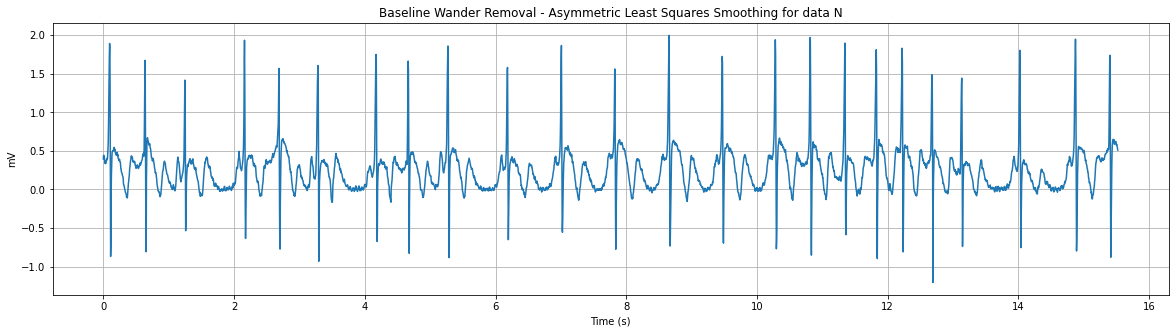 Baseline Wander Removal - Asymmetric Least Squares Smoothing for data N
2.0
1.5
1.0
0.5
0.0
−0.5
−1.0
mV
0 2 4 6 8 10 12 14 16
Time (s)